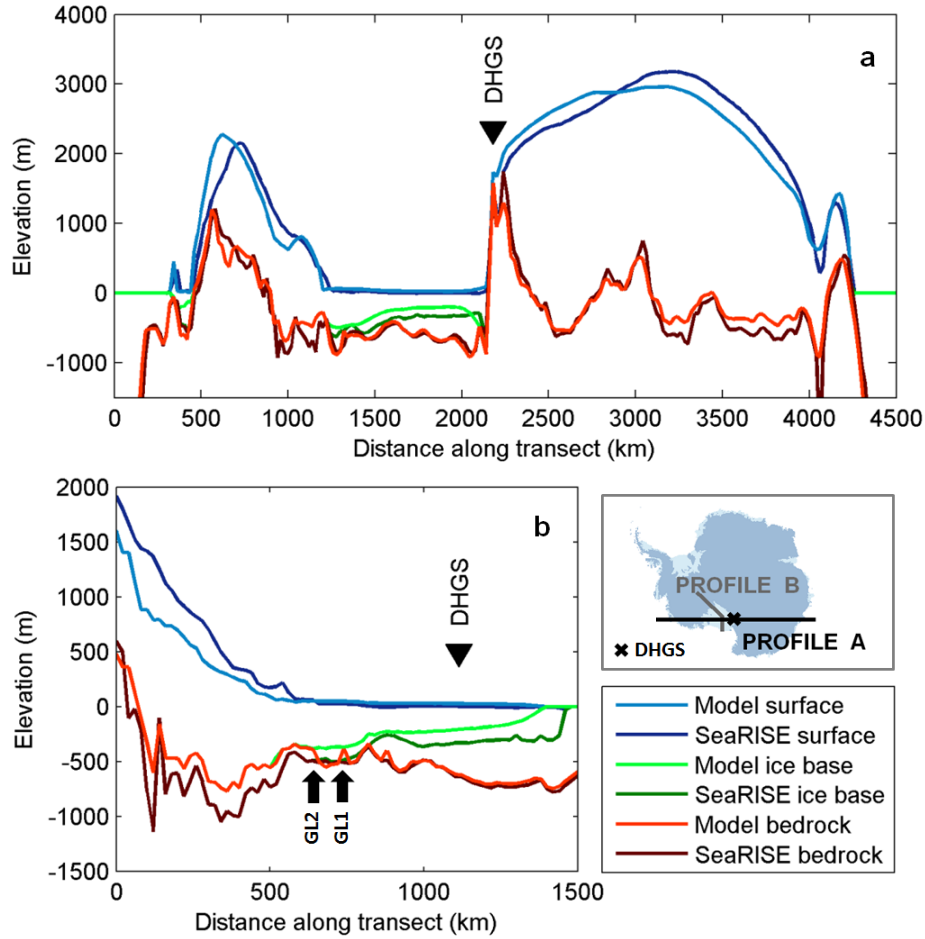 4000
3000
2000
1000
0
-1000
Elevation (m)
DHGS
a
0
500
1000
1500
2000
2500
3000
3500
4000
4500
Distance along transect (km)
2000
1500
1000
500
0
-500
-1000
-1500
Elevation (m)
b
DHGS
GL2
GL1
0
500
1000
1500
Distance along transect (km)
PROFILE B
PROFILE A
DHGS
Model surface
SeaRISE surface
Model ice base
SeaRISE ice base
Model bedrock
SeaRISE bedrock